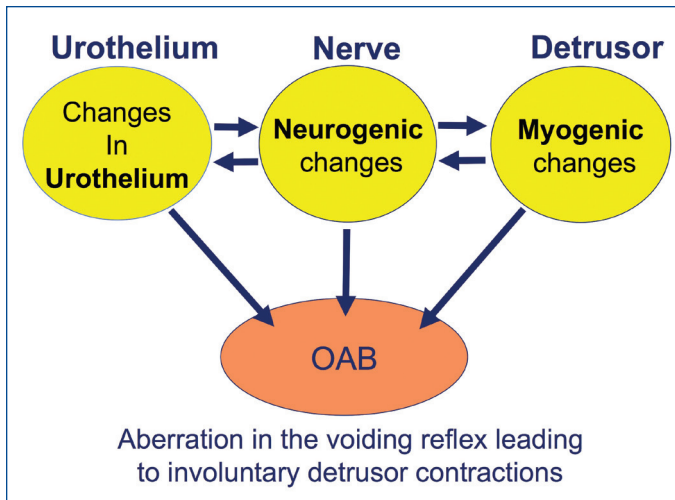 Urothelium Nerve Detrusor
Changes
In
Urothelium
Neurogenic
changes
Myogenic
changes
OAB
Aberration in the voiding reflex leading
to involuntary detrusor contractions